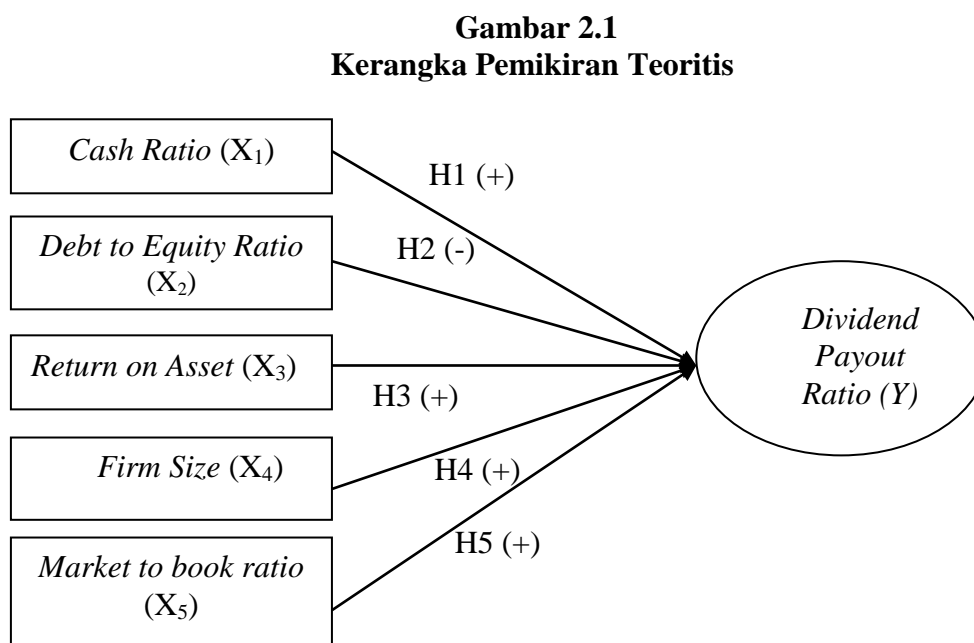 Gambar 2.1
Kerangka Pemikiran Teoritis
Cash Ratio (X₁)
H1 (+)
Debt to Equity Ratio
(X₂)
H2 (-)
Return on Asset (X₃)
H3 (+)
Firm Size (X₄)
H4 (+)
Market to book ratio
(X₅)
H5 (+)
Dividend
Payout
Ratio (Y)